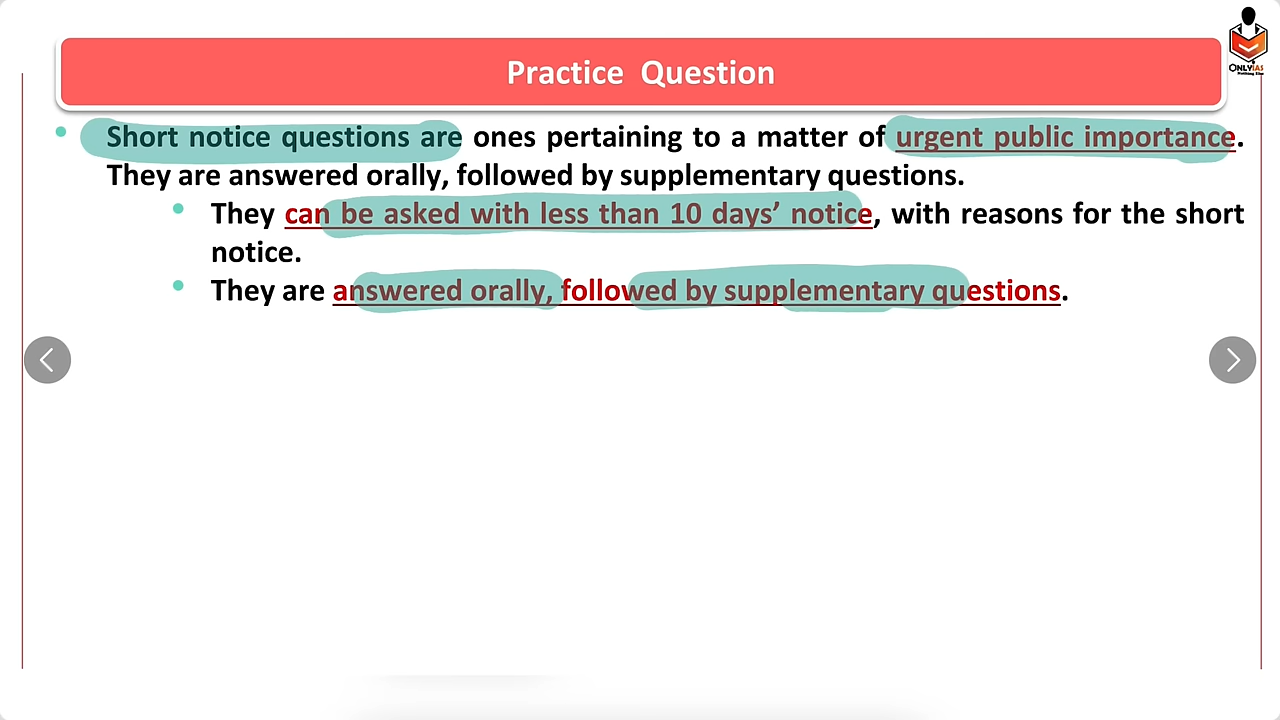 ONLYIAS
Nothing Else
Practice Question
• Short notice questions are ones pertaining to a matter of urgent public importance.
They are answered orally, followed by supplementary questions.
• They can be asked with less than 10 days’ notice, with reasons for the short
notice.
• They are answered orally, followed by supplementary questions.